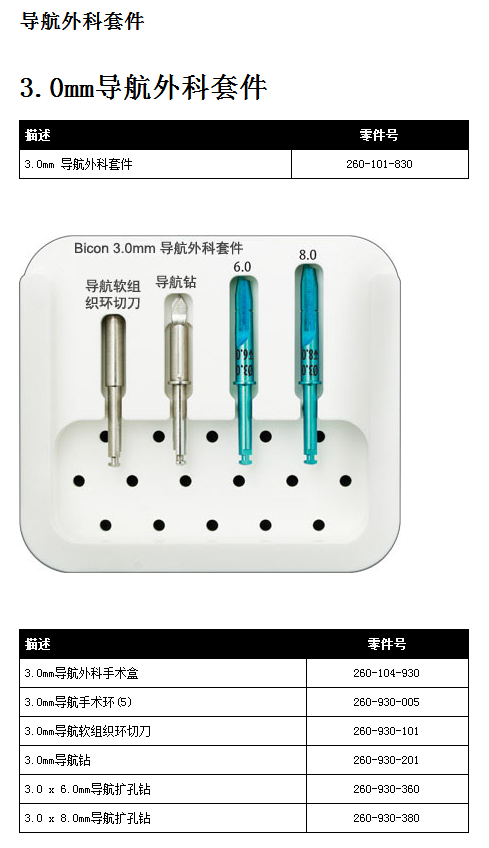 导航外科套件
3.0mm导航外科套件
描述 零件号
3.0mm 导航外科套件 260-101-830
Bicon 3.0mm 导航外科套件
导航软组
织环切刀
导航钻
6.0
8.0
描述 零件号
3.0mm导航外科手术盒 260-104-930
3.0mm导航手术环(5) 260-930-005
3.0mm导航软组织环切刀 260-930-101
3.0mm导航钻 260-930-201
3.0 x 6.0mm导航扩孔钻 260-930-360
3.0 x 8.0mm导航扩孔钻 260-930-380